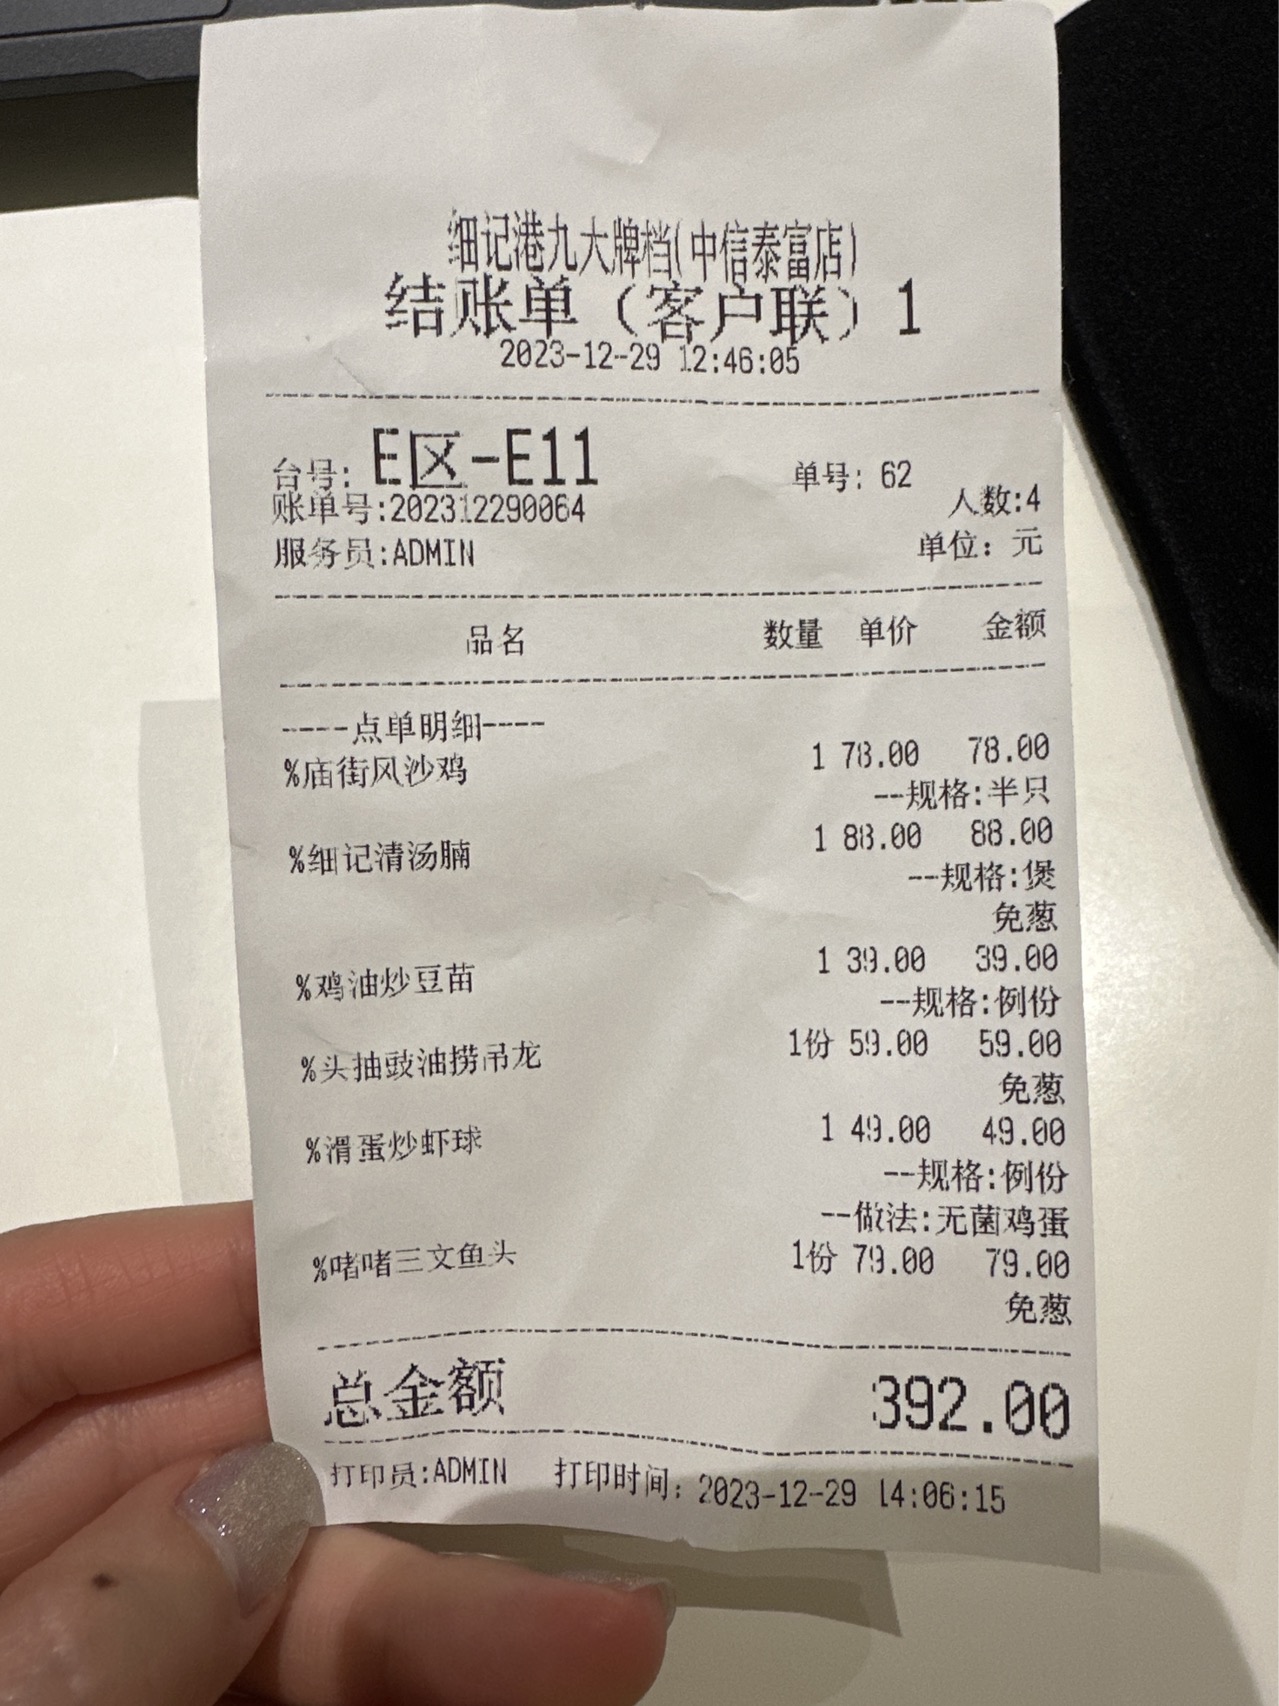 细记港九大牌档(中信泰富店)
结账单（客户联）1
2023-12-29 12:46:05
台号: E区-E11 单号: 62
账单号:202312290064 人数:4
服务员:ADMIN 单位: 元
品名 数量 单价 金额
----点单明细----
%庙街风沙鸡 1 78.00 78.00
--规格:半只
%细记清汤腩 1 88.00 88.00
--规格:煲
免葱
%鸡油炒豆苗 1 39.00 39.00
--规格:例份
%头抽豉油捞吊龙 1份 59.00 59.00
免葱
%滑蛋炒虾球 1 49.00 49.00
--规格:例份
--做法:无菌鸡蛋
%啫啫三文鱼头 1份 79.00 79.00
免葱
总金额 392.00
打印员:ADMIN 打印时间: 2023-12-29 14:06:15